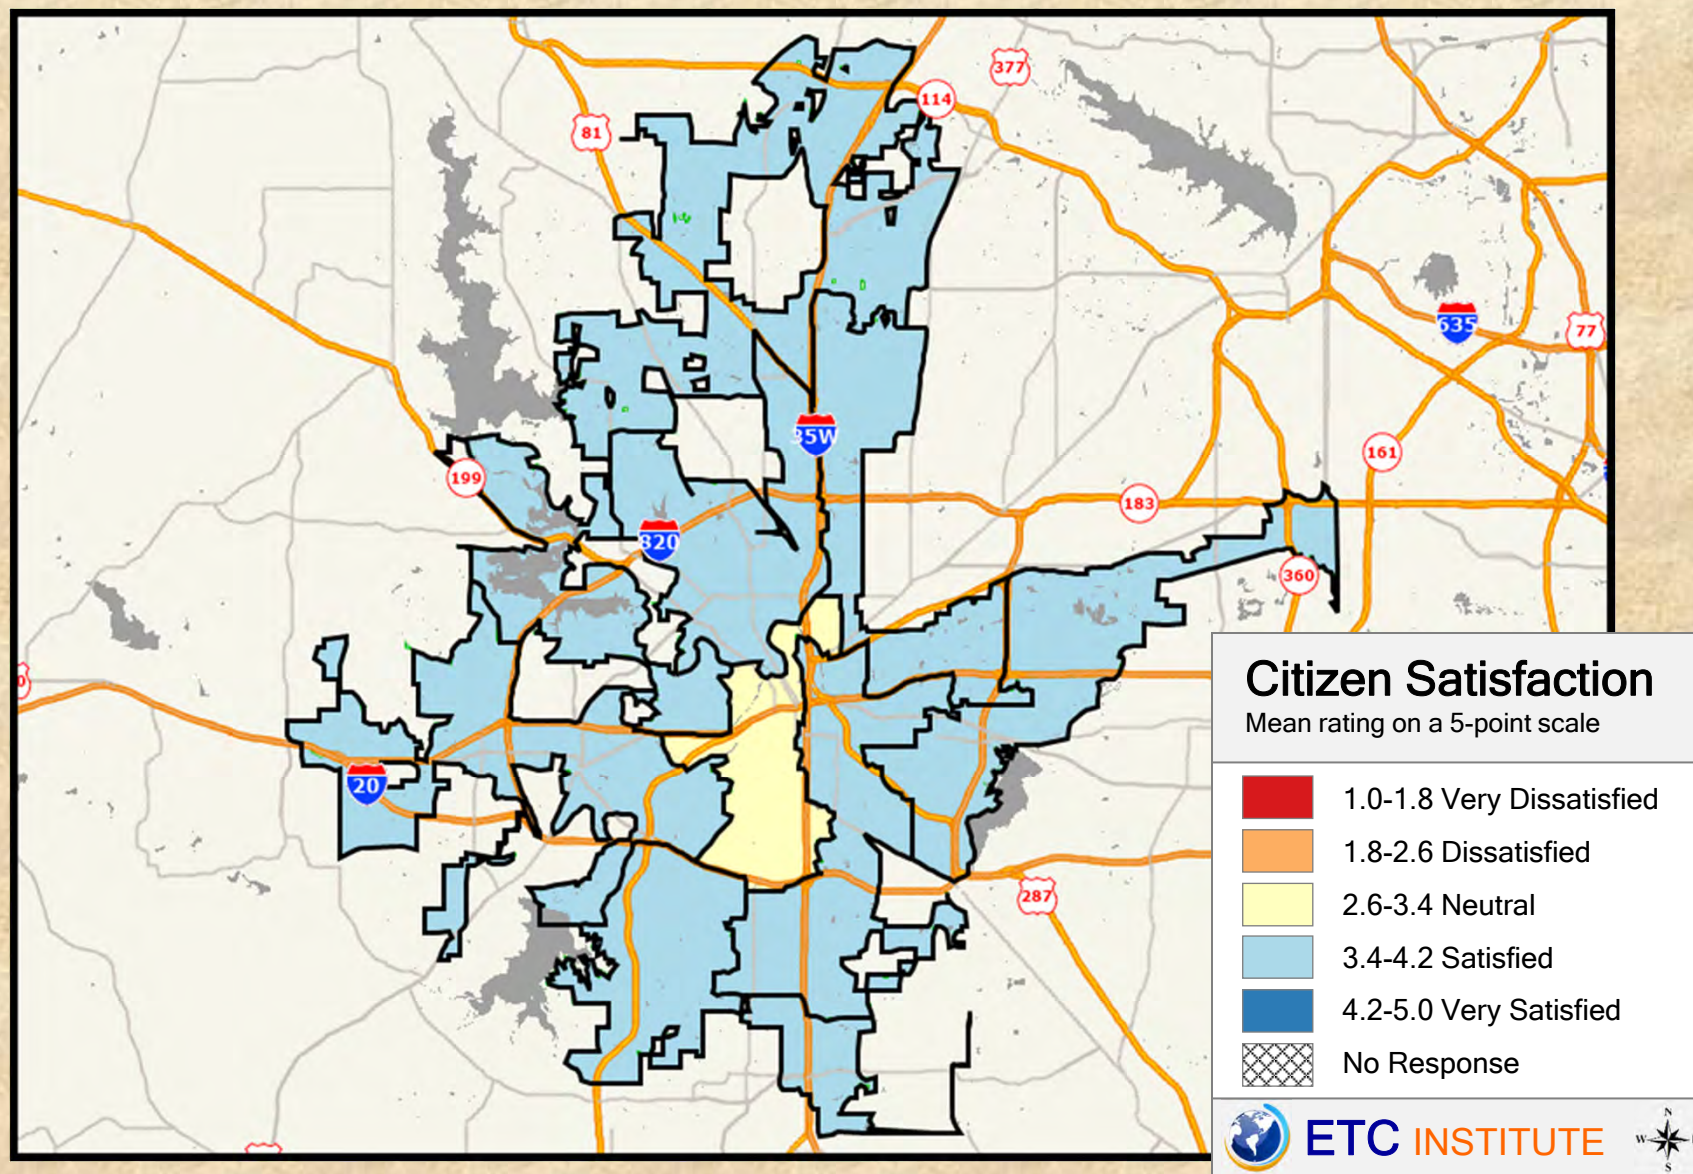 377
114
81
635
77
35W
161
199
183
820
360
0
Citizen Satisfaction
Mean rating on a 5-point scale
20
1.0-1.8 Very Dissatisfied
1.8-2.6 Dissatisfied
287
2.6-3.4 Neutral
3.4-4.2 Satisfied
4.2-5.0 Very Satisfied
No Response
ETC INSTITUTE
N
W
S